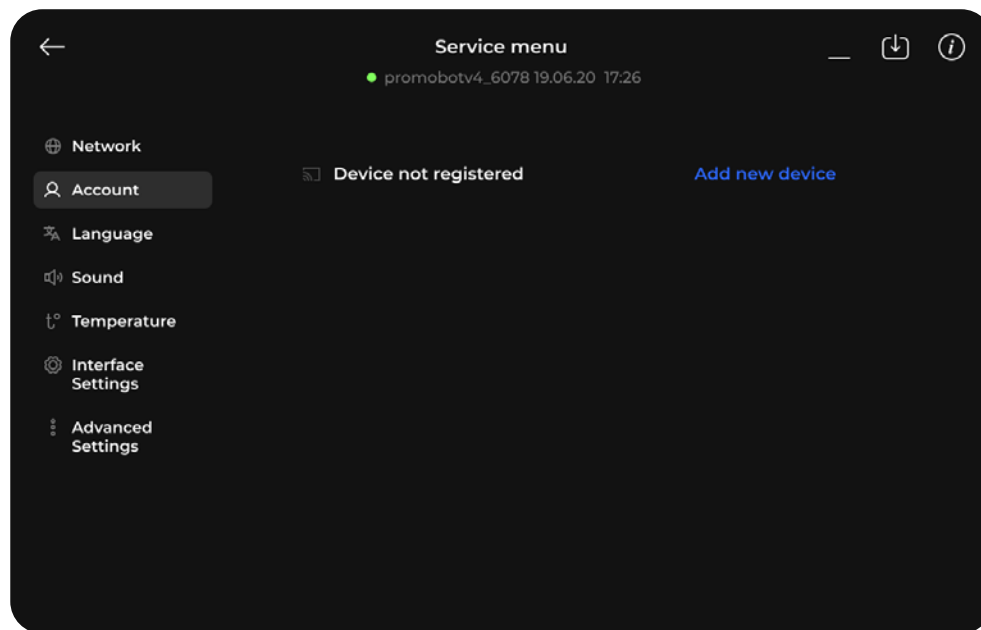 Service menu
promobotv4_6078 19.06.20 17:26
Network
Account
Language
Sound
t° Temperature
Interface
Settings
Advanced
Settings
Device not registered
Add new device